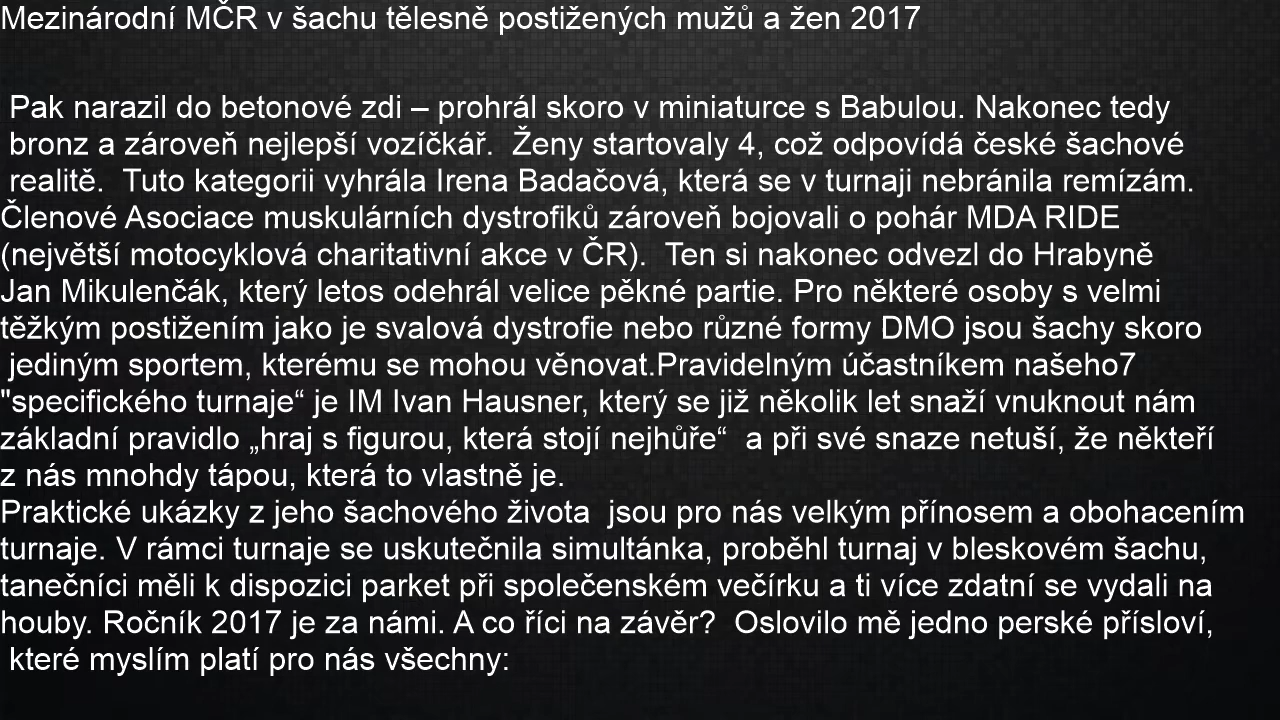 Mezinárodní MČR v šachu tělesně postižených mužů a žen 2017
Pak narazil do betonové zdi – prohrál skoro v miniaturce s Babulou. Nakonec tedy
bronz a zároveň nejlepší vozíčkář.  Ženy startovaly 4, což odpovídá české šachové
realitě.  Tuto kategorii vyhrála Irena Badačová, která se v turnaji nebránila remízám.
Členové Asociace muskulárních dystrofiků zároveň bojovali o pohár MDA RIDE
(největší motocyklová charitativní akce v ČR).  Ten si nakonec odvezl do Hrabyně
Jan Mikulenčák, který letos odehrál velice pěkné partie. Pro některé osoby s velmi
těžkým postižením jako je svalová dystrofie nebo různé formy DMO jsou šachy skoro
jediným sportem, kterému se mohou věnovat.Pravidelným účastníkem našeho7
"specifického turnaje“ je IM Ivan Hausner, který se již několik let snaží vnuknout nám
základní pravidlo „hraj s figurou, která stojí nejhůře“  a při své snaze netuší, že někteří
z nás mnohdy tápou, která to vlastně je.
Praktické ukázky z jeho šachového života  jsou pro nás velkým přínosem a obohacením
turnaje. V rámci turnaje se uskutečnila simultánka, proběhl turnaj v bleskovém šachu,
tanečníci měli k dispozici parket při společenském večírku a ti více zdatní se vydali na
houby. Ročník 2017 je za námi. A co říci na závěr?  Oslovilo mě jedno perské přísloví,
které myslím platí pro nás všechny: